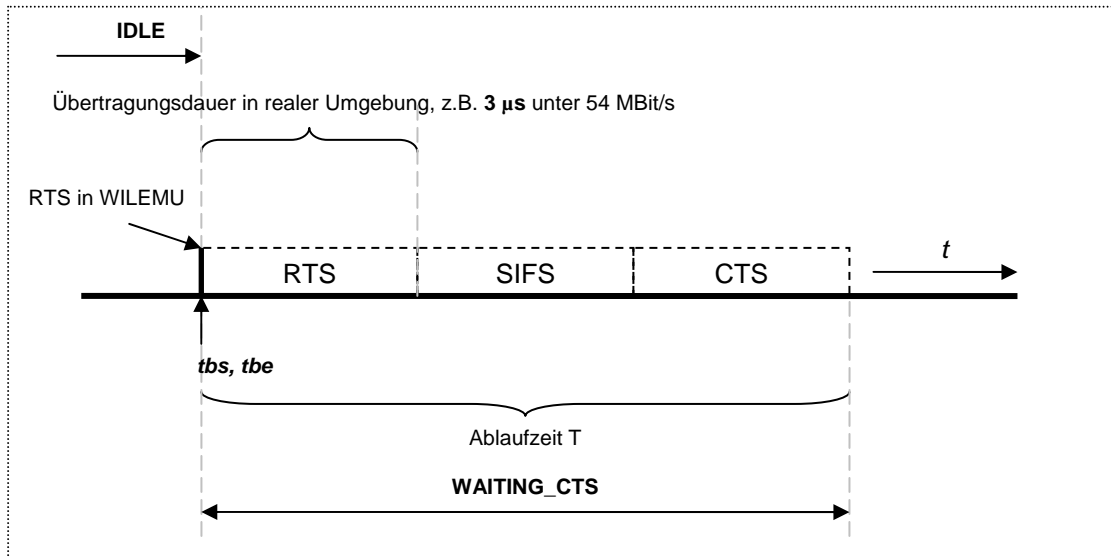 IDLE
Übertragungsdauer in realer Umgebung, z.B. 3 µs unter 54 MBit/s
RTS in WILEMU
t
RTS
SIFS
CTS
tbs, tbe
Ablaufzeit T
WAITING_CTS